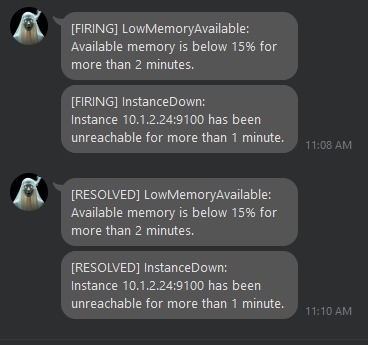 [FIRING] LowMemoryAvailable:
Available memory is below 15% for
more than 2 minutes.
[FIRING] InstanceDown:
Instance 10.1.2.24:9100 has been
unreachable for more than 1 minute.
11:08 AM
[RESOLVED] LowMemoryAvailable:
Available memory is below 15% for
more than 2 minutes.
[RESOLVED] InstanceDown:
Instance 10.1.2.24:9100 has been
unreachable for more than 1 minute.
11:10 AM